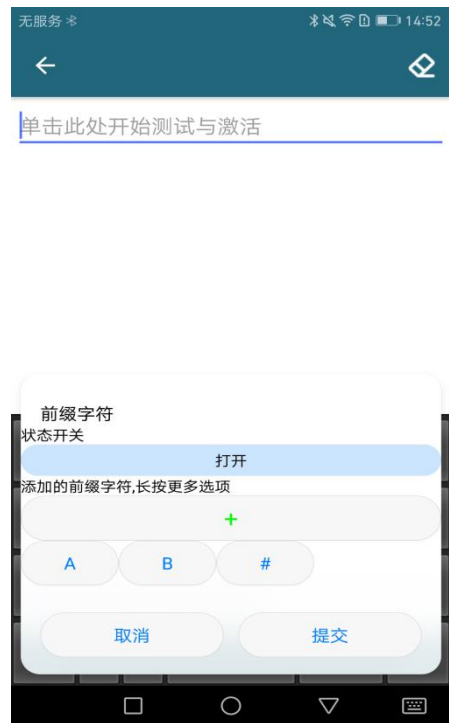 无服务 14:52
单击此处开始测试与激活
前缀字符
状态开关
打开
添加的前缀字符,长按更多选项
+
A B #
取消 提交